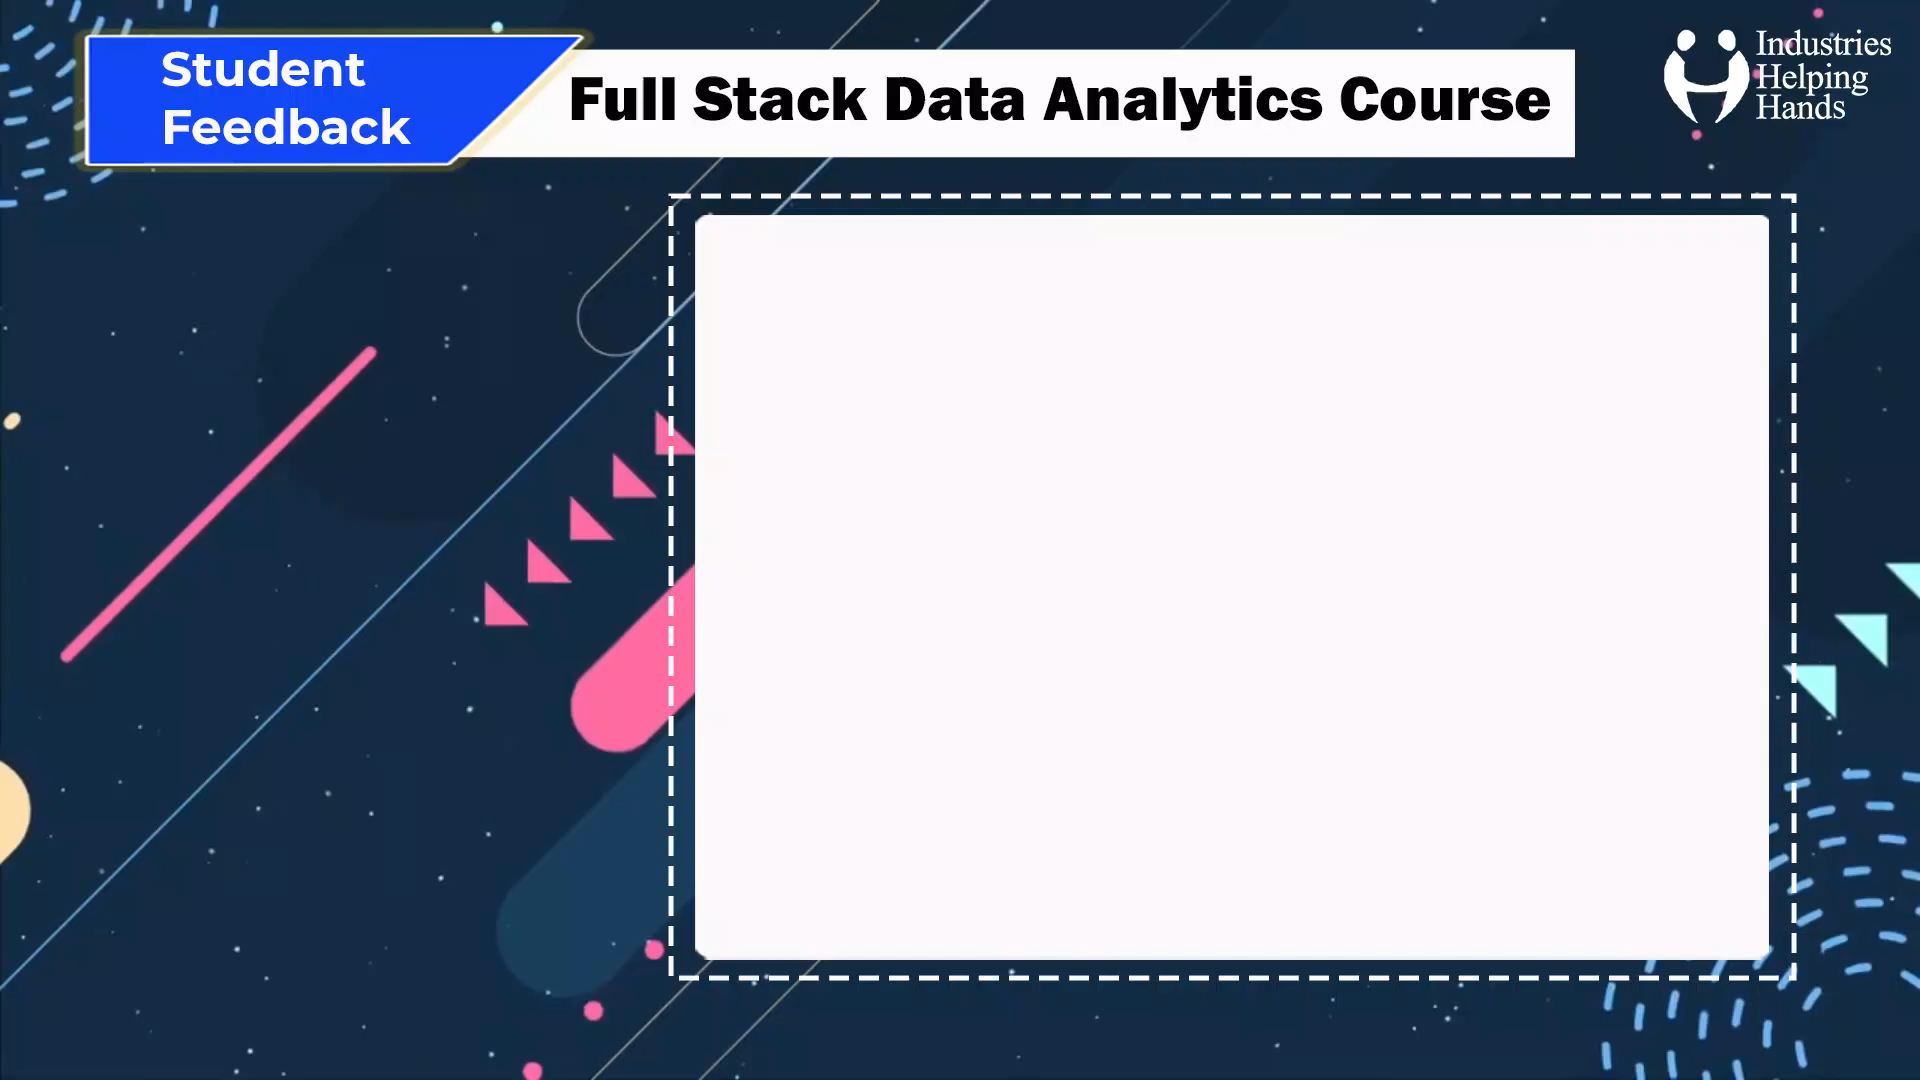 Student
Feedback
Full Stack Data Analytics Course
Industries
Helping
Hands